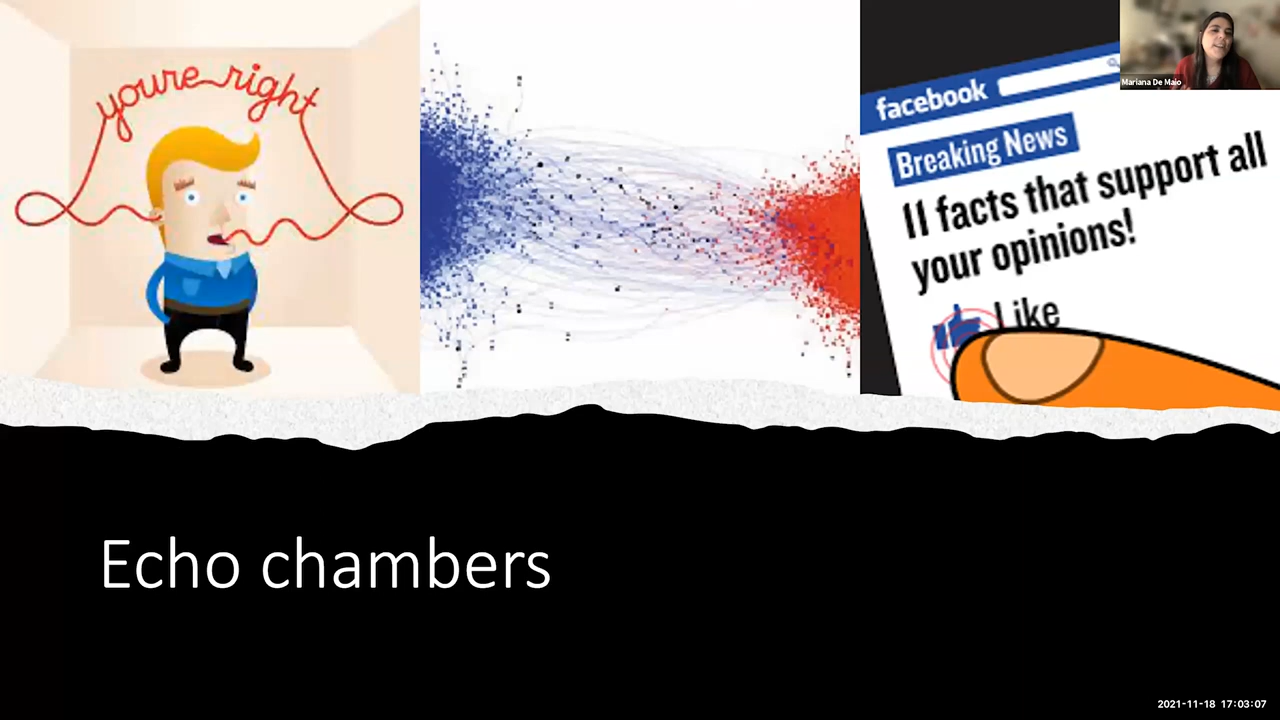 youre right
facebook
Mariana De Maio
Breaking News
11 facts that support all
your opinions!
Like
Echo chambers
2021-11-18 17:03:07